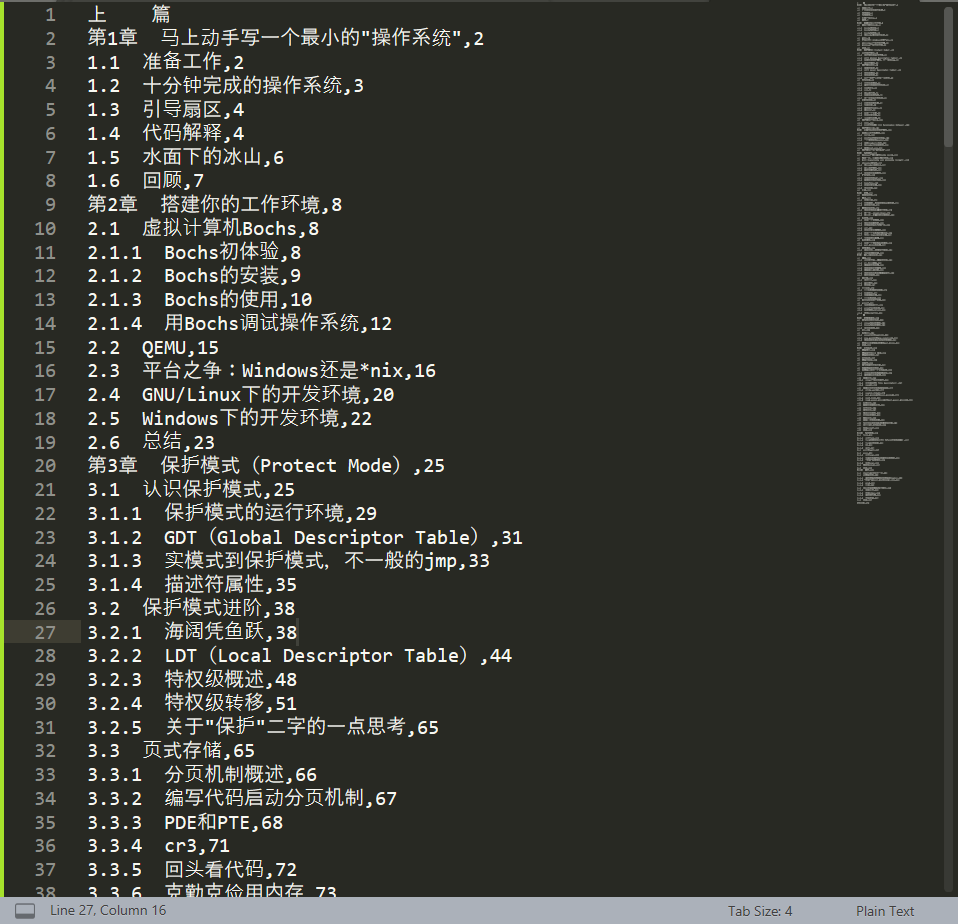 1 上 篇
2 第1章 马上动手写一个最小的"操作系统",2
3 1.1 准备工作,2
4 1.2 十分钟完成的操作系统,3
5 1.3 引导扇区,4
6 1.4 代码解释,4
7 1.5 水面下的冰山,6
8 1.6 回顾,7
9 第2章 搭建你的工作环境,8
10 2.1 虚拟计算机Bochs,8
11 2.1.1 Bochs初体验,8
12 2.1.2 Bochs的安装,9
13 2.1.3 Bochs的使用,10
14 2.1.4 用Bochs调试操作系统,12
15 2.2 QEMU,15
16 2.3 平台之争：Windows还是*nix,16
17 2.4 GNU/Linux下的开发环境,20
18 2.5 Windows下的开发环境,22
19 2.6 总结,23
20 第3章 保护模式（Protect Mode）,25
21 3.1 认识保护模式,25
22 3.1.1 保护模式的运行环境,29
23 3.1.2 GDT（Global Descriptor Table）,31
24 3.1.3 实模式到保护模式，不一般的jmp,33
25 3.1.4 描述符属性,35
26 3.2 保护模式进阶,38
27 3.2.1 海阔凭鱼跃,38
28 3.2.2 LDT（Local Descriptor Table）,44
29 3.2.3 特权级概述,48
30 3.2.4 特权级转移,51
31 3.2.5 关于"保护"二字的一点思考,65
32 3.3 页式存储,65
33 3.3.1 分页机制概述,66
34 3.3.2 编写代码启动分页机制,67
35 3.3.3 PDE和PTE,68
36 3.3.4 cr3,71
37 3.3.5 回头看代码,72
38 3.3.6 克勤克俭用内存,73
Line 27, Column 16 Tab Size: 4 Plain Text